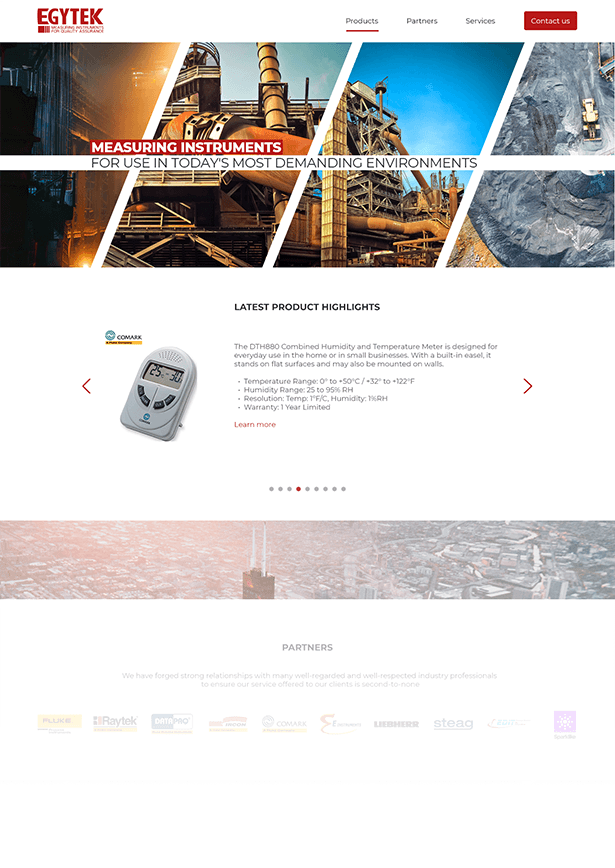 EGYTEK
MEASURING INSTRUMENTS
FOR QUALITY ASSURANCE
Products
Partners
Services
Contact us
MEASURING INSTRUMENTS
FOR USE IN TODAY'S MOST DEMANDING ENVIRONMENTS
LATEST PRODUCT HIGHLIGHTS
COMARK
The DTH880 Combined Humidity and Temperature Meter is designed for
everyday use in the home or in small businesses. With a built-in easel, it
stands on flat surfaces and may also be mounted on walls.
• Temperature Range: 0° to +50°C / +32° to +122°F
• Humidity Range: 25 to 95% RH
• Resolution: Temp: 1°F/C, Humidity: 1%RH
• Warranty: 1 Year Limited
Learn more
COMARK
PARTNERS
We have forged strong relationships with many well-regarded and well-respected industry professionals
to ensure our service offered to our clients is second-to-none
FLUKE
Raytek
DATAPAQ
COMARK
LIEBHERR
steag